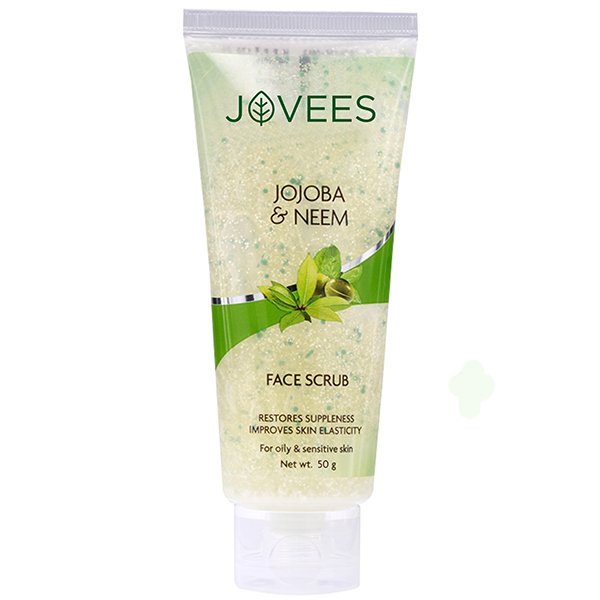 JOVEES
JOJOBA
& NEEM
FACE SCRUB
RESTORES SUPPLENESS
IMPROVES SKIN ELASTICITY
For oily & sensitive skin
Net wt. 50 g